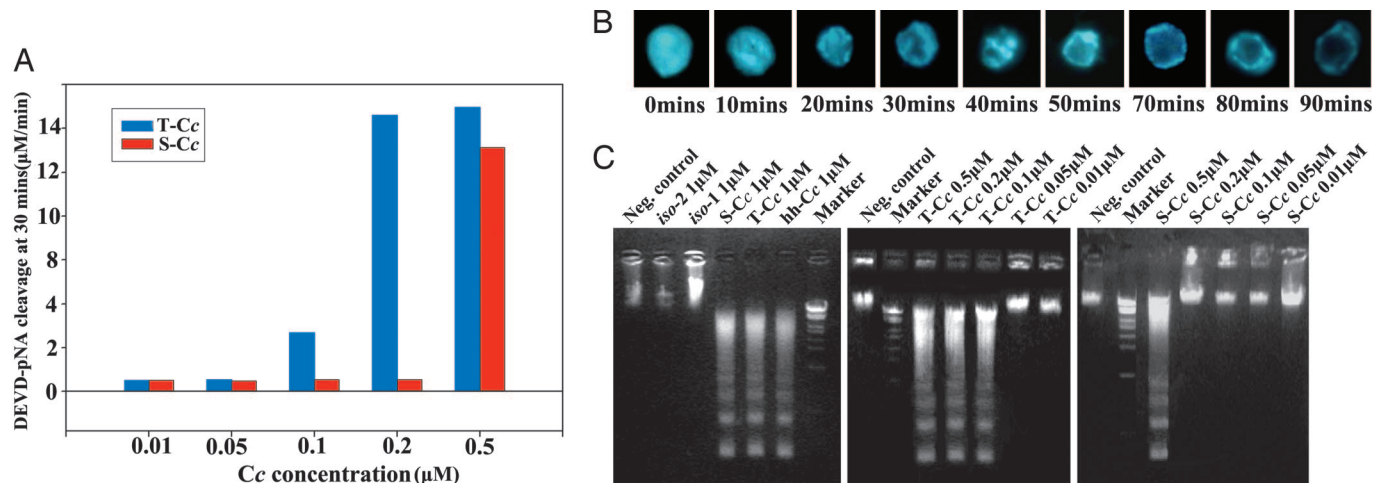 A
DEVD-pNA cleavage at 30 mins(μM/min)
14
12
10
8
6
4
2
0
T-Cc
S-Cc
0.01
0.05
0.1
0.2
0.5
Cc concentration(μM)
B
0mins
10mins
20mins
30mins
40mins
50mins
70mins
80mins
90mins
C
Neg. control
iso-2 1μM
iso-1 1μM
S-Cc 1μM
T-Cc 1μM
hh-Cc 1μM
Marker
Neg. control
Marker
T-Cc 0.5μM
T-Cc 0.2μM
T-Cc 0.1μM
T-Cc 0.05μM
T-Cc 0.01μM
Neg. control
Marker
S-Cc 0.5μM
S-Cc 0.2μM
S-Cc 0.1μM
S-Cc 0.05μM
S-Cc 0.01μM